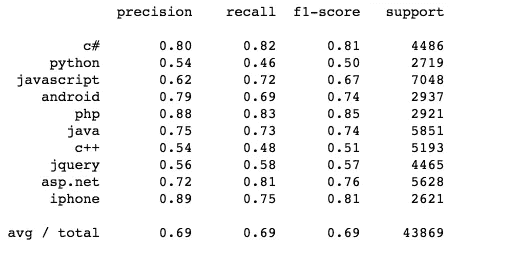 precision recall f1-score support
c# 0.80 0.82 0.81 4486
python 0.54 0.46 0.50 2719
javascript 0.62 0.72 0.67 7048
android 0.79 0.69 0.74 2937
php 0.88 0.83 0.85 2921
java 0.75 0.73 0.74 5851
c++ 0.54 0.48 0.51 5193
jquery 0.56 0.58 0.57 4465
asp.net 0.72 0.81 0.76 5628
iphone 0.89 0.75 0.81 2621
avg / total 0.69 0.69 0.69 43869